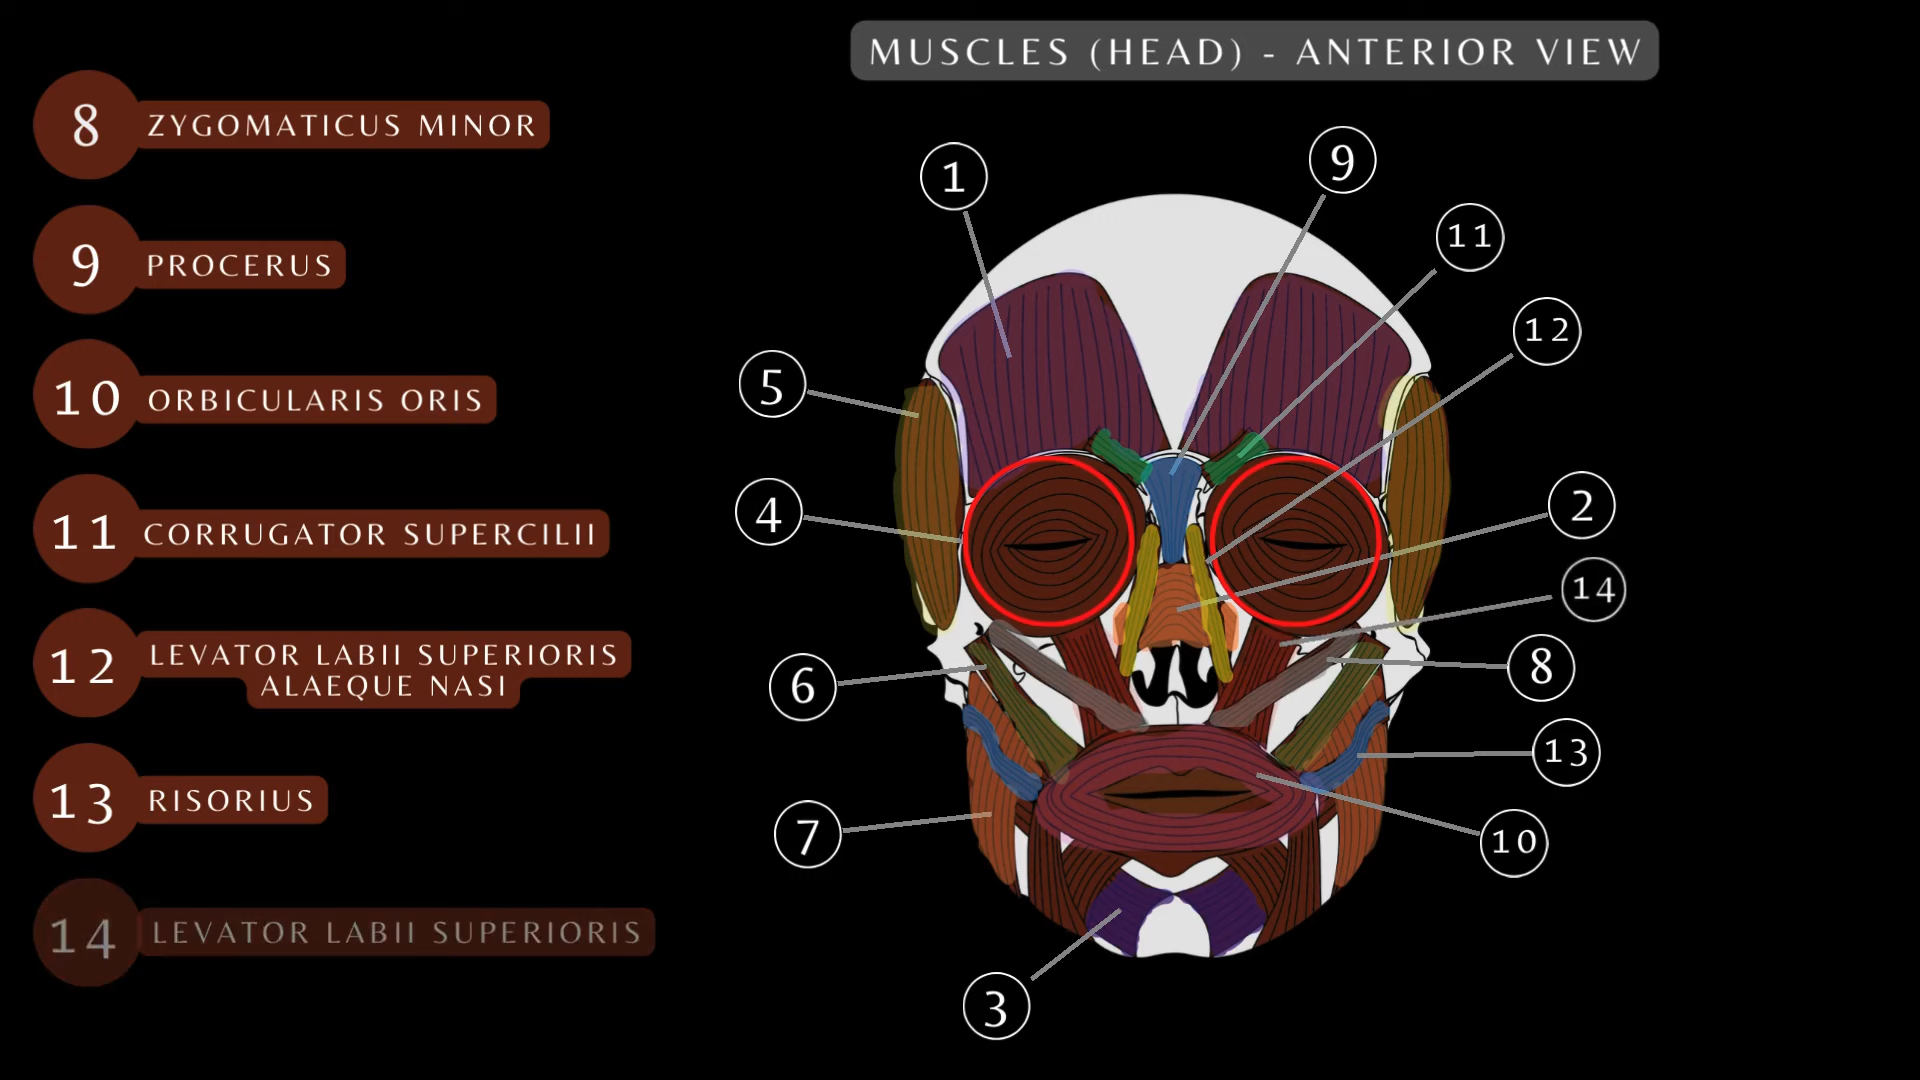 MUSCLES (HEAD) - ANTERIOR VIEW
8 ZYGOMATICUS MINOR
9 PROCERUS
10 ORBICULARIS ORIS
11 CORRUGATOR SUPERCILII
12 LEVATOR LABII SUPERIORIS
ALAEQUE NASI
13 RISORIUS
14 LEVATOR LABII SUPERIORIS
1
9
11
12
5
4
2
14
6
8
13
7
10
3